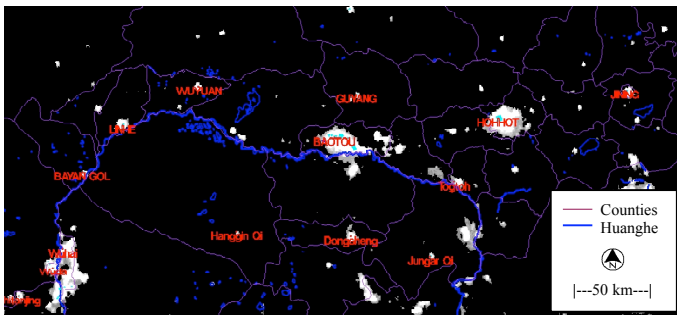 WUYUAN
GUYANG
JINING
LINHE
HOHHOT
BAOTOU
BAYAN GOL
Togtoh
Hanggin Qi
Dongsheng
Wuhai
Jungar Qi
Counties
Huanghe
N
|---50 km---|